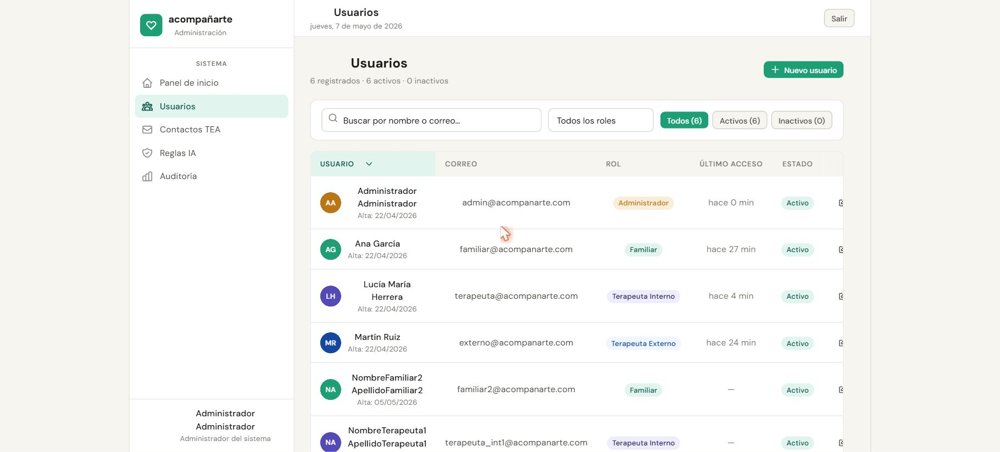 acompañarte
Administración
SISTEMA
Panel de inicio
Usuarios
Contactos TEA
Reglas IA
Auditoría
Administrador
Administrador
Administrador del sistema
Usuarios
jueves, 7 de mayo de 2026
Salir
Usuarios
6 registrados · 6 activos · 0 inactivos
+ Nuevo usuario
Buscar por nombre o correo...
Todos los roles
Todos (6)
Activos (6)
Inactivos (0)
USUARIO CORREO ROL ÚLTIMO ACCESO ESTADO
AA
Administrador
Administrador
Alta: 22/04/2026
admin@acompanarte.com
Administrador
hace 0 min
Activo
AG
Ana García
Alta: 22/04/2026
familiar@acompanarte.com
Familiar
hace 27 min
Activo
LH
Lucía María
Herrera
Alta: 22/04/2026
terapeuta@acompanarte.com
Terapeuta Interno
hace 4 min
Activo
MR
Martín Ruiz
Alta: 22/04/2026
externo@acompanarte.com
Terapeuta Externo
hace 24 min
Activo
NA
NombreFamiliar2
ApellidoFamiliar2
Alta: 05/05/2026
familiar2@acompanarte.com
Familiar
—
Activo
NA
NombreTerapeuta1
ApellidoTerapeuta1
terapeuta_int1@acompanarte.com
Terapeuta Interno
—
Activo